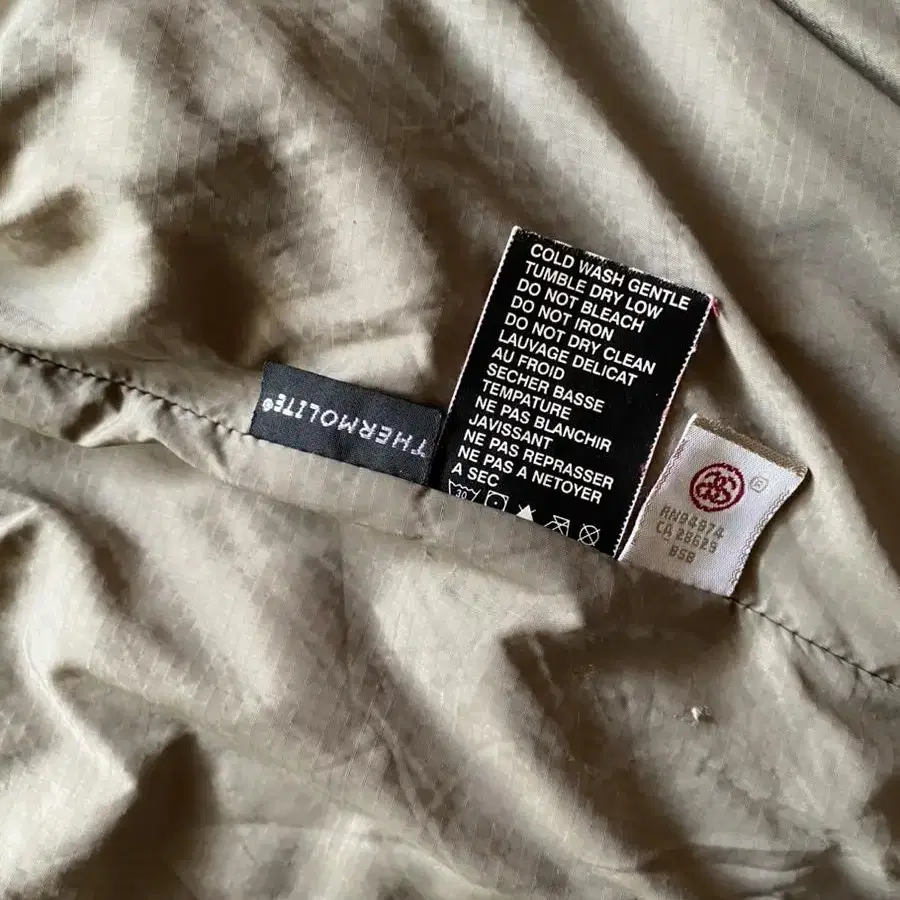 THERMOLITE®
COLD WASH GENTLE
TUMBLE DRY LOW
DO NOT BLEACH
DO NOT IRON
DO NOT DRY CLEAN
LAUVAGE DELICAT
AU FROID
SECHER BASSE
TEMPATURE
NE PAS BLANCHIR
JAVISSANT
NE PAS REPRASSER
NE PAS A NETOYER
A SEC
30
®
RN94974
CA 28629
BSB